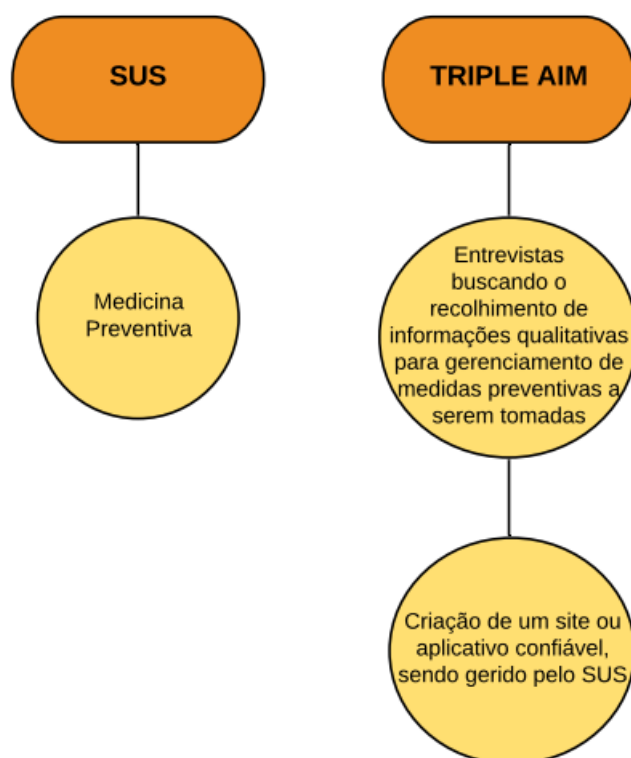 SUS
Medicina
Preventiva
TRIPLE AIM
Entrevistas
buscando o
recolhimento de
informações qualitativas
para gerenciamento de
medidas preventivas a
serem tomadas
Criação de um site ou
aplicativo confiável,
sendo gerido pelo SUS